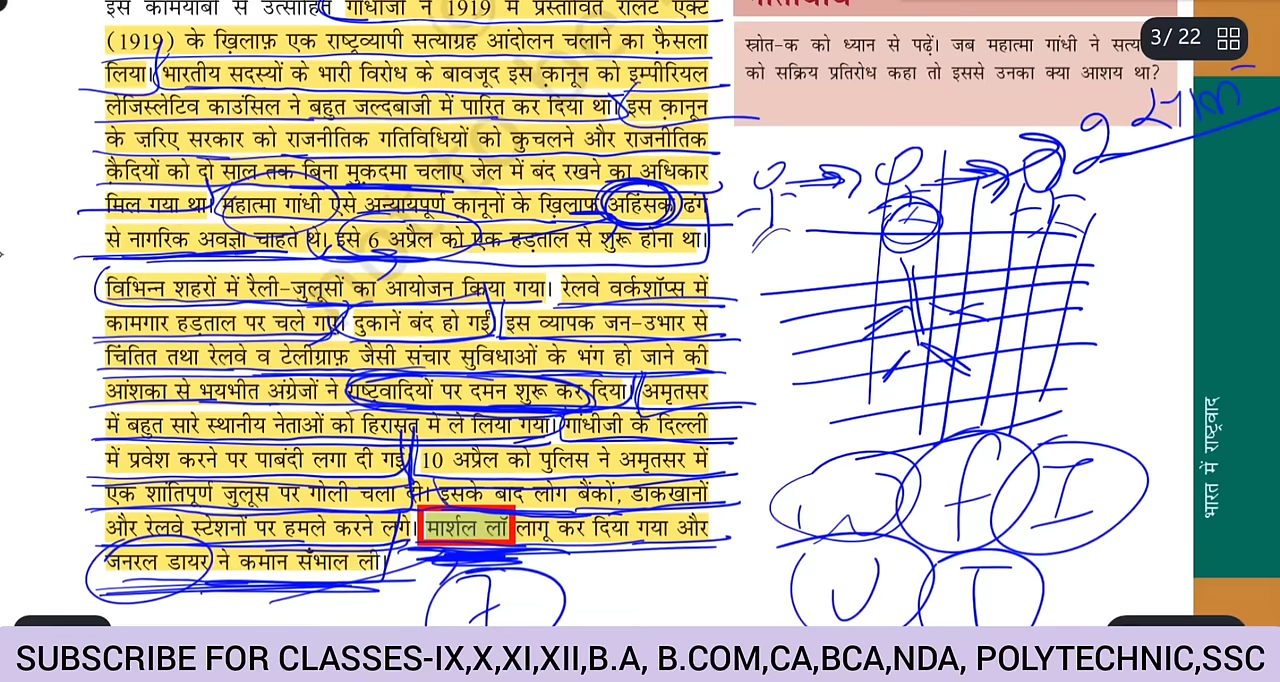 इस कामयाबी से उत्साहित गांधीजी ने 1919 में प्रस्तावित रॉलट एक्ट
(1919) के ख़िलाफ़ एक राष्ट्रव्यापी सत्याग्रह आंदोलन चलाने का फ़ैसला
लिया। भारतीय सदस्यों के भारी विरोध के बावजूद इस क़ानून को इम्पीरियल
लेजिस्लेटिव काउंसिल ने बहुत जल्दबाजी में पारित कर दिया था। इस क़ानून
के ज़रिए सरकार को राजनीतिक गतिविधियों को कुचलने और राजनीतिक
क़ैदियों को दो साल तक बिना मुक़दमा चलाए जेल में बंद रखने का अधिकार
मिल गया था। महात्मा गांधी ऐसे अन्यायपूर्ण कानूनों के ख़िलाफ़ अहिंसक ढंग
से नागरिक अवज्ञा चाहते थे। इसे 6 अप्रैल को एक हड़ताल से शुरू होना था।
विभिन्न शहरों में रैली-जुलूसों का आयोजन किया गया। रेलवे वर्कशॉप्स में
कामगार हड़ताल पर चले गए। दुकानें बंद हो गईं। इस व्यापक जन-उभार से
चिंतित तथा रेलवे व टेलीग्राफ़ जैसी संचार सुविधाओं के भंग हो जाने की
आंशका से भयभीत अंग्रेजों ने राष्ट्रवादियों पर दमन शुरू कर दिया। अमृतसर
में बहुत सारे स्थानीय नेताओं को हिरासत में ले लिया गया। गांधीजी के दिल्ली
में प्रवेश करने पर पाबंदी लगा दी गई। 10 अप्रैल को पुलिस ने अमृतसर में
एक शांतिपूर्ण जुलूस पर गोली चला दी। इसके बाद लोग बैंकों, डाकखानों
और रेलवे स्टेशनों पर हमले करने लगे। मार्शल लॉ लागू कर दिया गया और
जनरल डायर ने कमान सँभाल ली।
स्रोत-क को ध्यान से पढ़ें। जब महात्मा गांधी ने सत्य
को सक्रिय प्रतिरोध कहा तो इससे उनका क्या आशय था?
3/ 22
2 साल
f I
U I
भारत में राष्ट्रवाद
SUBSCRIBE FOR CLASSES-IX,X,XI,XII,B.A, B.COM,CA,BCA,NDA, POLYTECHNIC,SSC